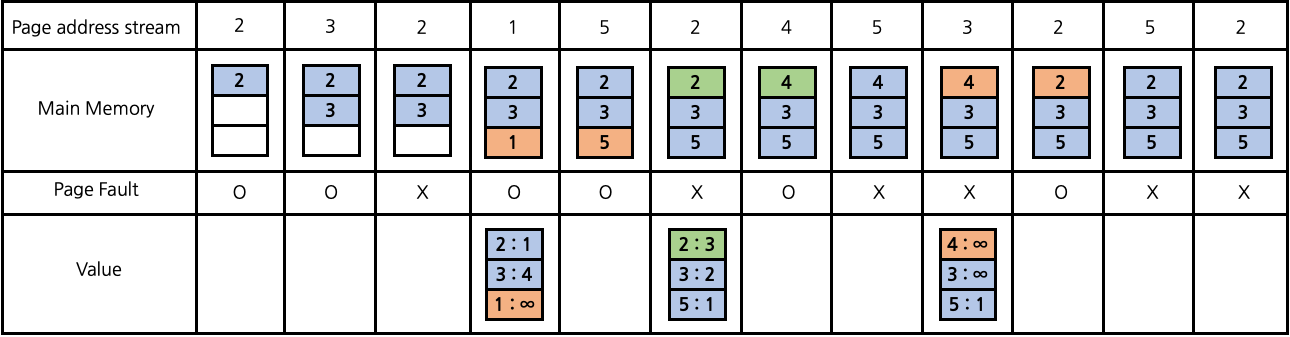 Page address stream 2 3 2 1 5 2 4 5 3 2 5 2
Main Memory
2 2 2 2 2 2 4 4 4 2 2 2
3 3 3 3 3 3 3 3 3 3 3
1 5 5 5 5 5 5 5 5
Page Fault O O X O O X O X X O X X
Value
2 : 1 2 : 3 4 : ∞
3 : 4 3 : 2 3 : ∞
1 : ∞ 5 : 1 5 : 1